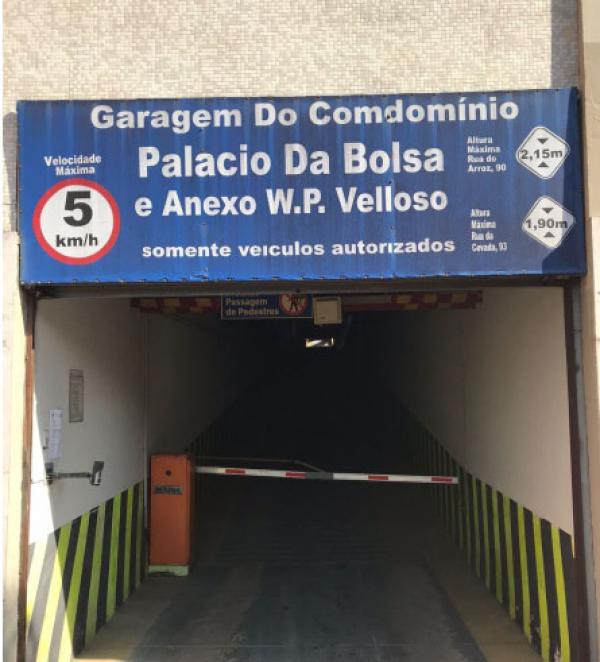 Garagem Do Comdomínio
Palacio Da Bolsa
e Anexo W.P. Velloso
somente veiculos autorizados
Velocidade
Máxima
5
km/h
Altura
Máxima
Rua do
Arroz, 90
2,15m
Altura
Máxima
Rua da
Cevada, 93
1,90m
Passagem
de Pedestres